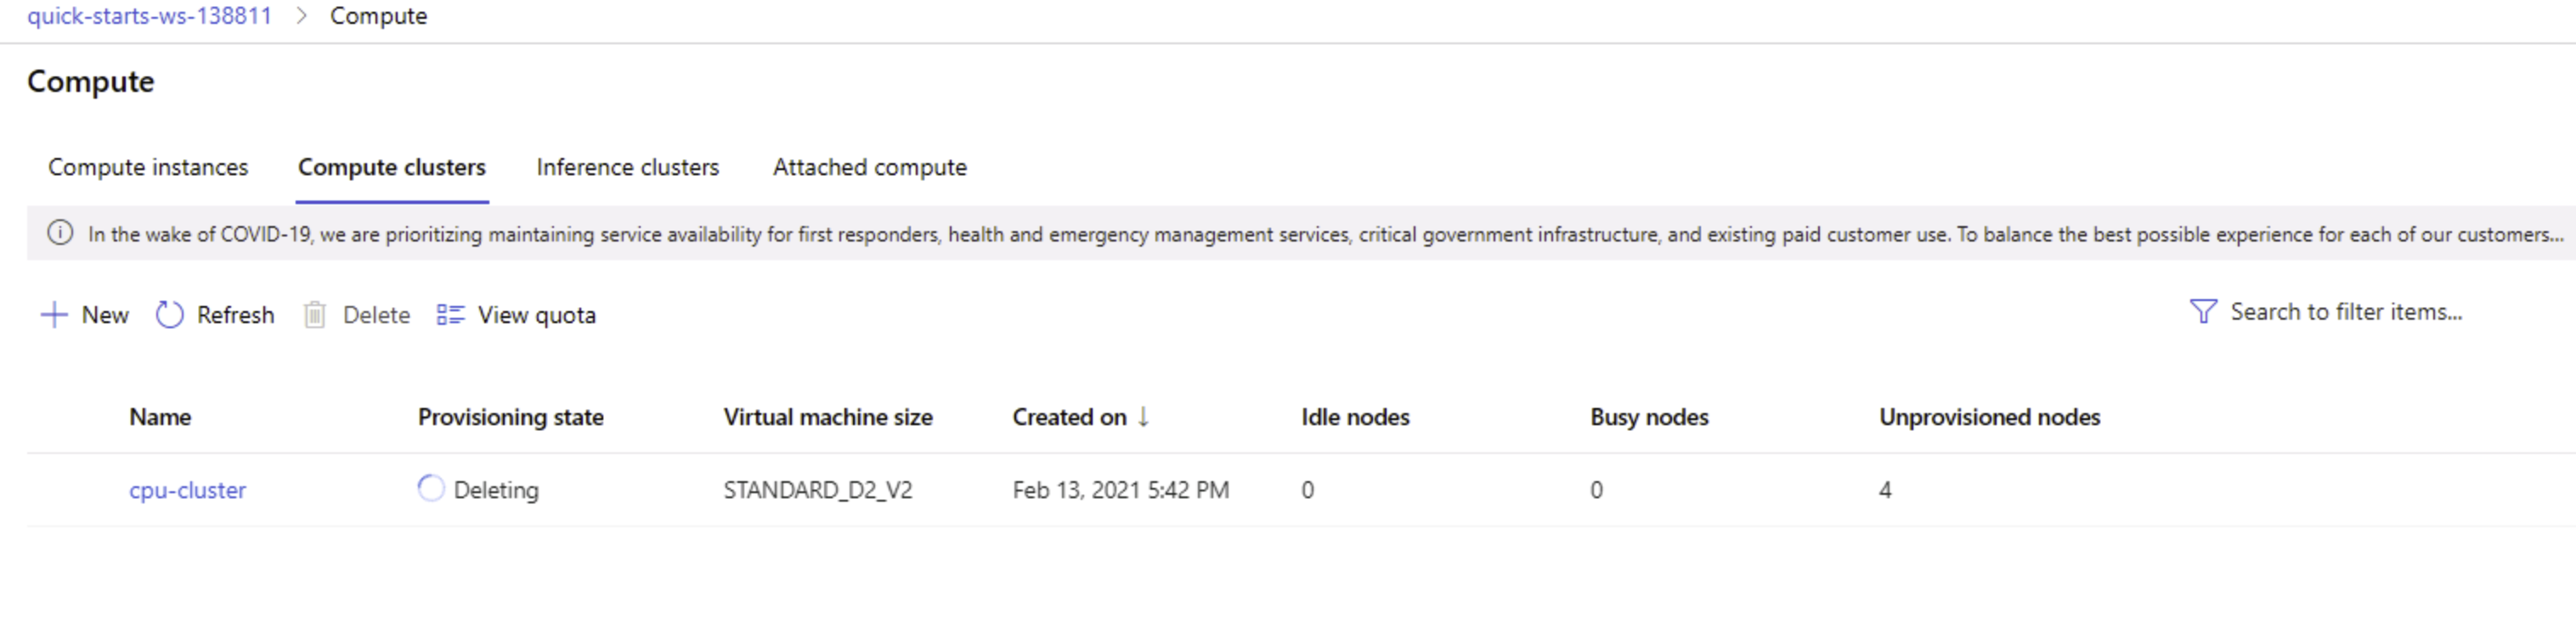 quick-starts-ws-138811 > Compute
Compute
Compute instances Compute clusters Inference clusters Attached compute
In the wake of COVID-19, we are prioritizing maintaining service availability for first responders, health and emergency management services, critical government infrastructure, and existing paid customer use. To balance the best possible experience for each of our customers...
New Refresh Delete View quota Search to filter items...
Name Provisioning state Virtual machine size Created on ↓ Idle nodes Busy nodes Unprovisioned nodes
cpu-cluster Deleting STANDARD_D2_V2 Feb 13, 2021 5:42 PM 0 0 4